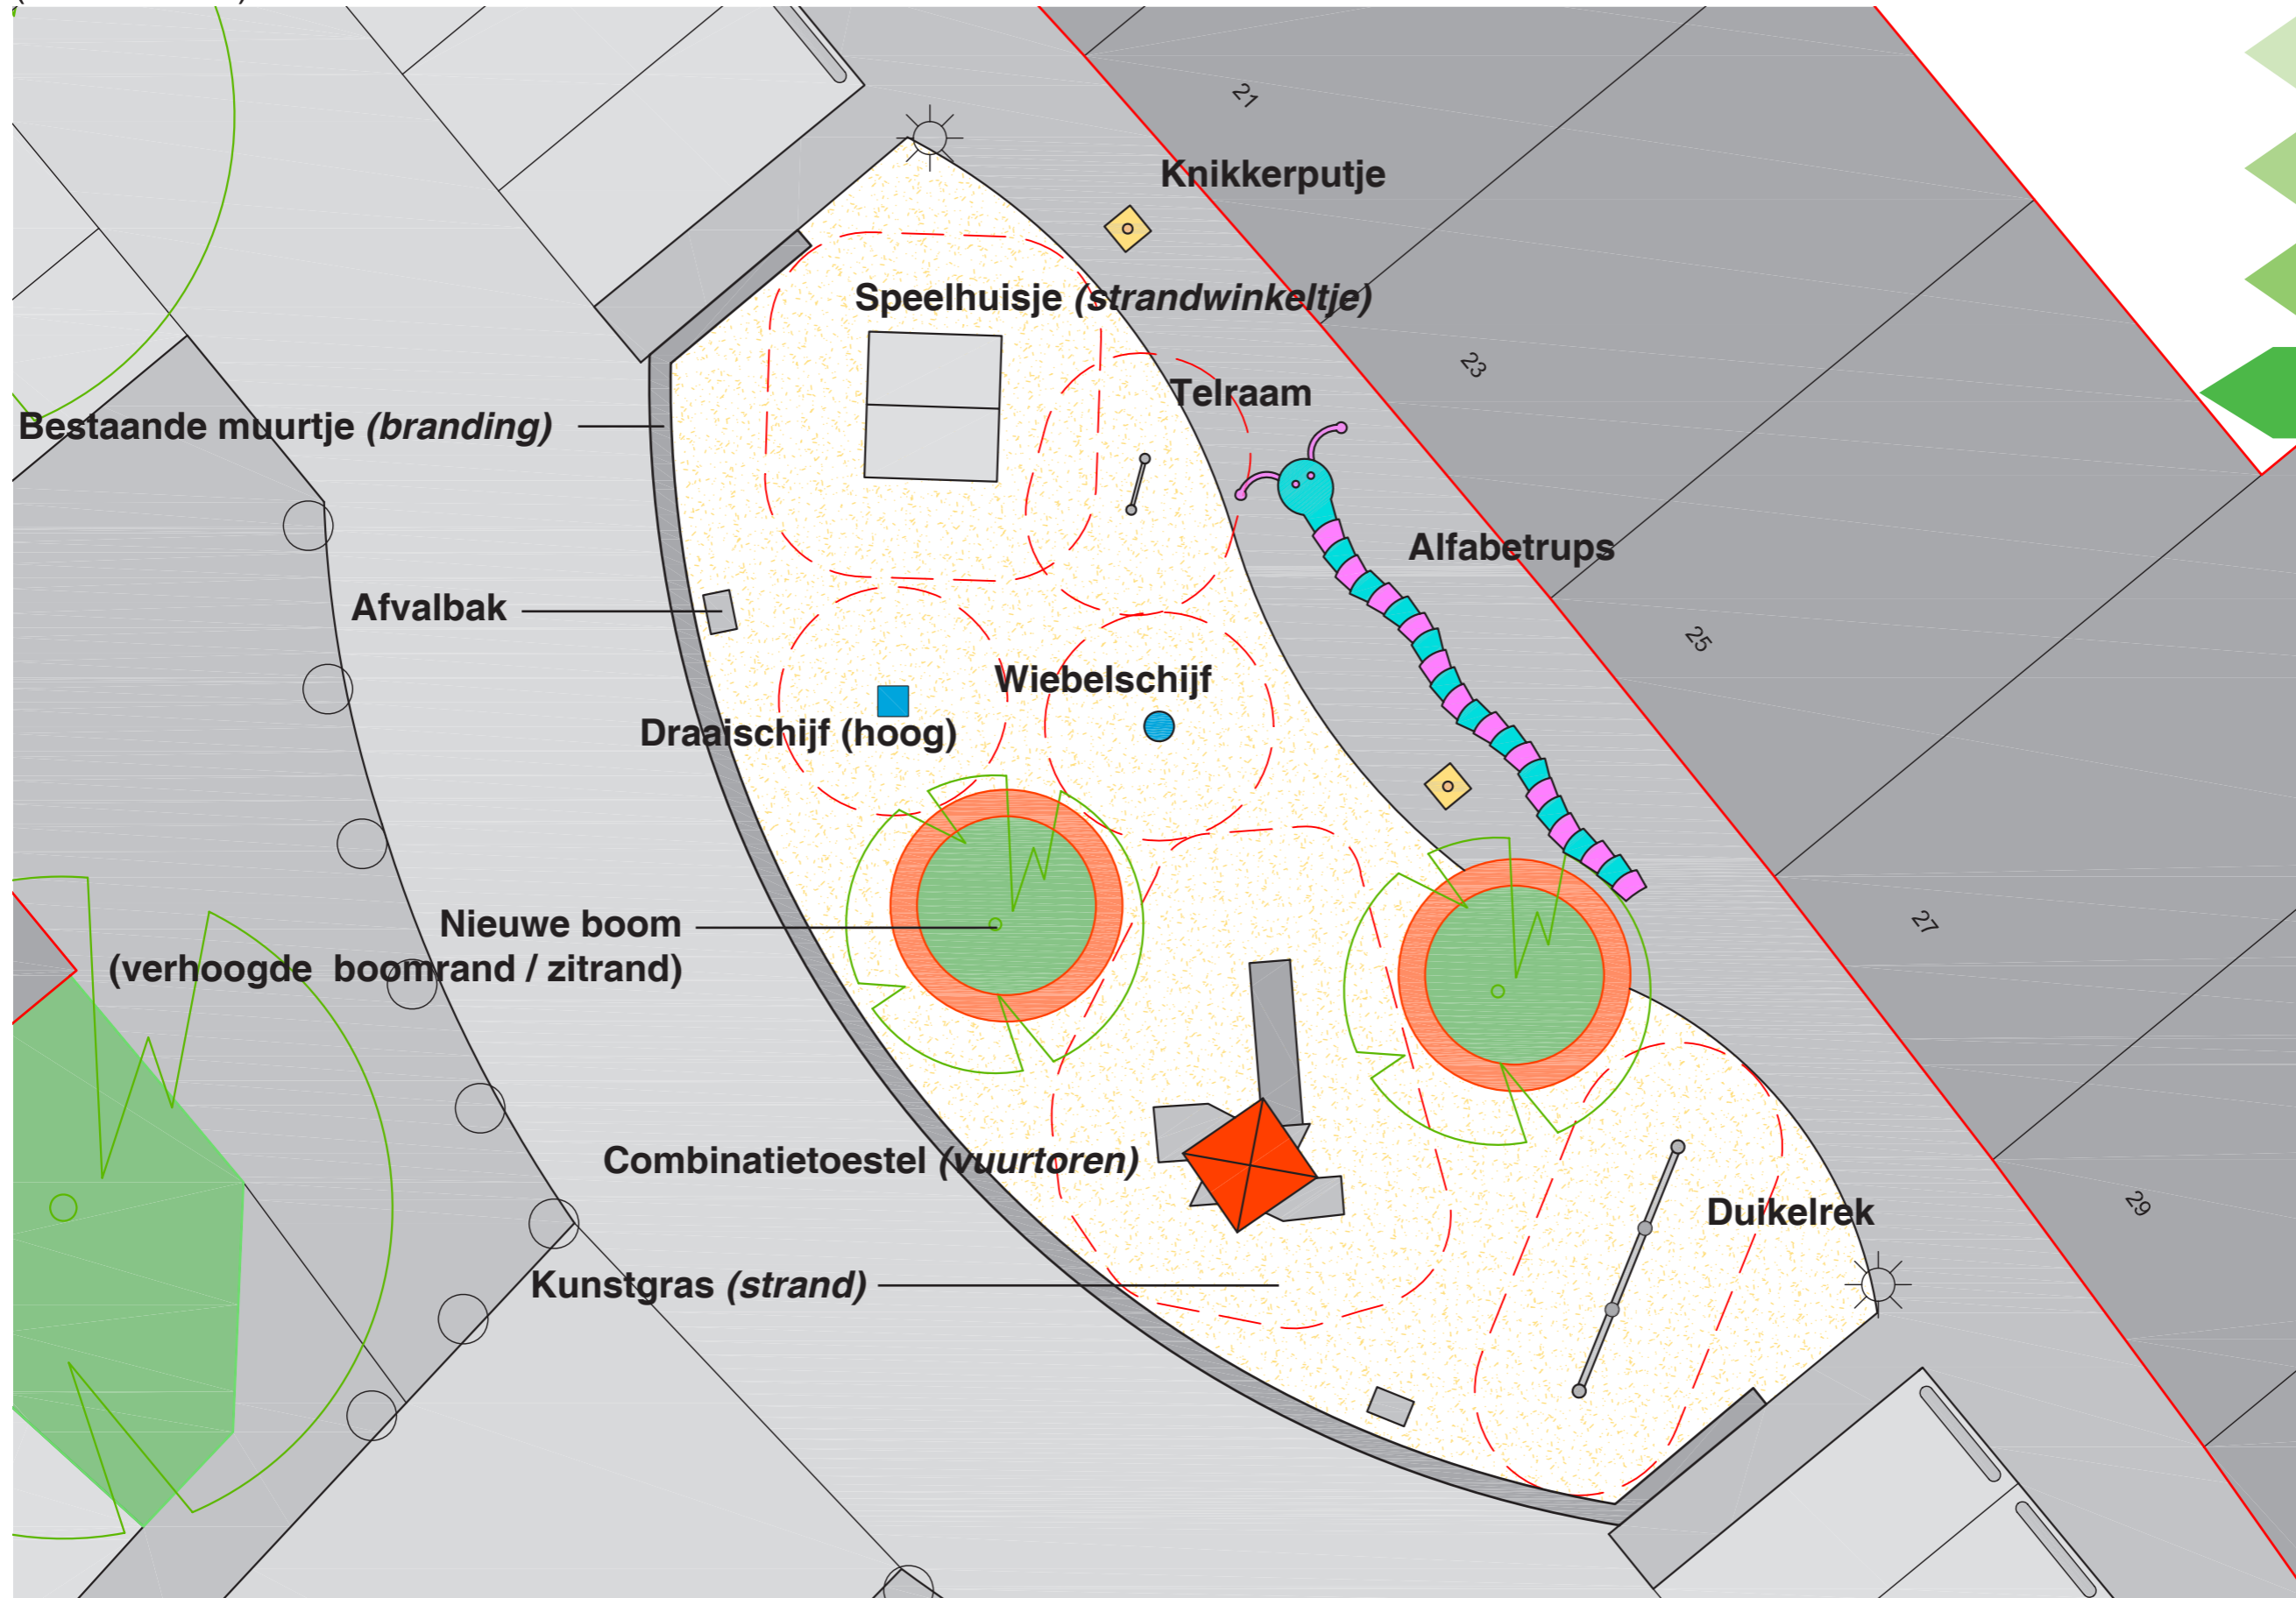 21
Knikkerputje
Speelhuisje (strandwinkeltje)
23
Telraam
Bestaande muurtje (branding)
Alfabetrups
Afvalbak
25
Wiebelschijf
Draaischijf (hoog)
Nieuwe boom
(verhoogde boomrand / zitrand)
27
Combinatietoestel (vuurtoren)
29
Duikelrek
Kunstgras (strand)